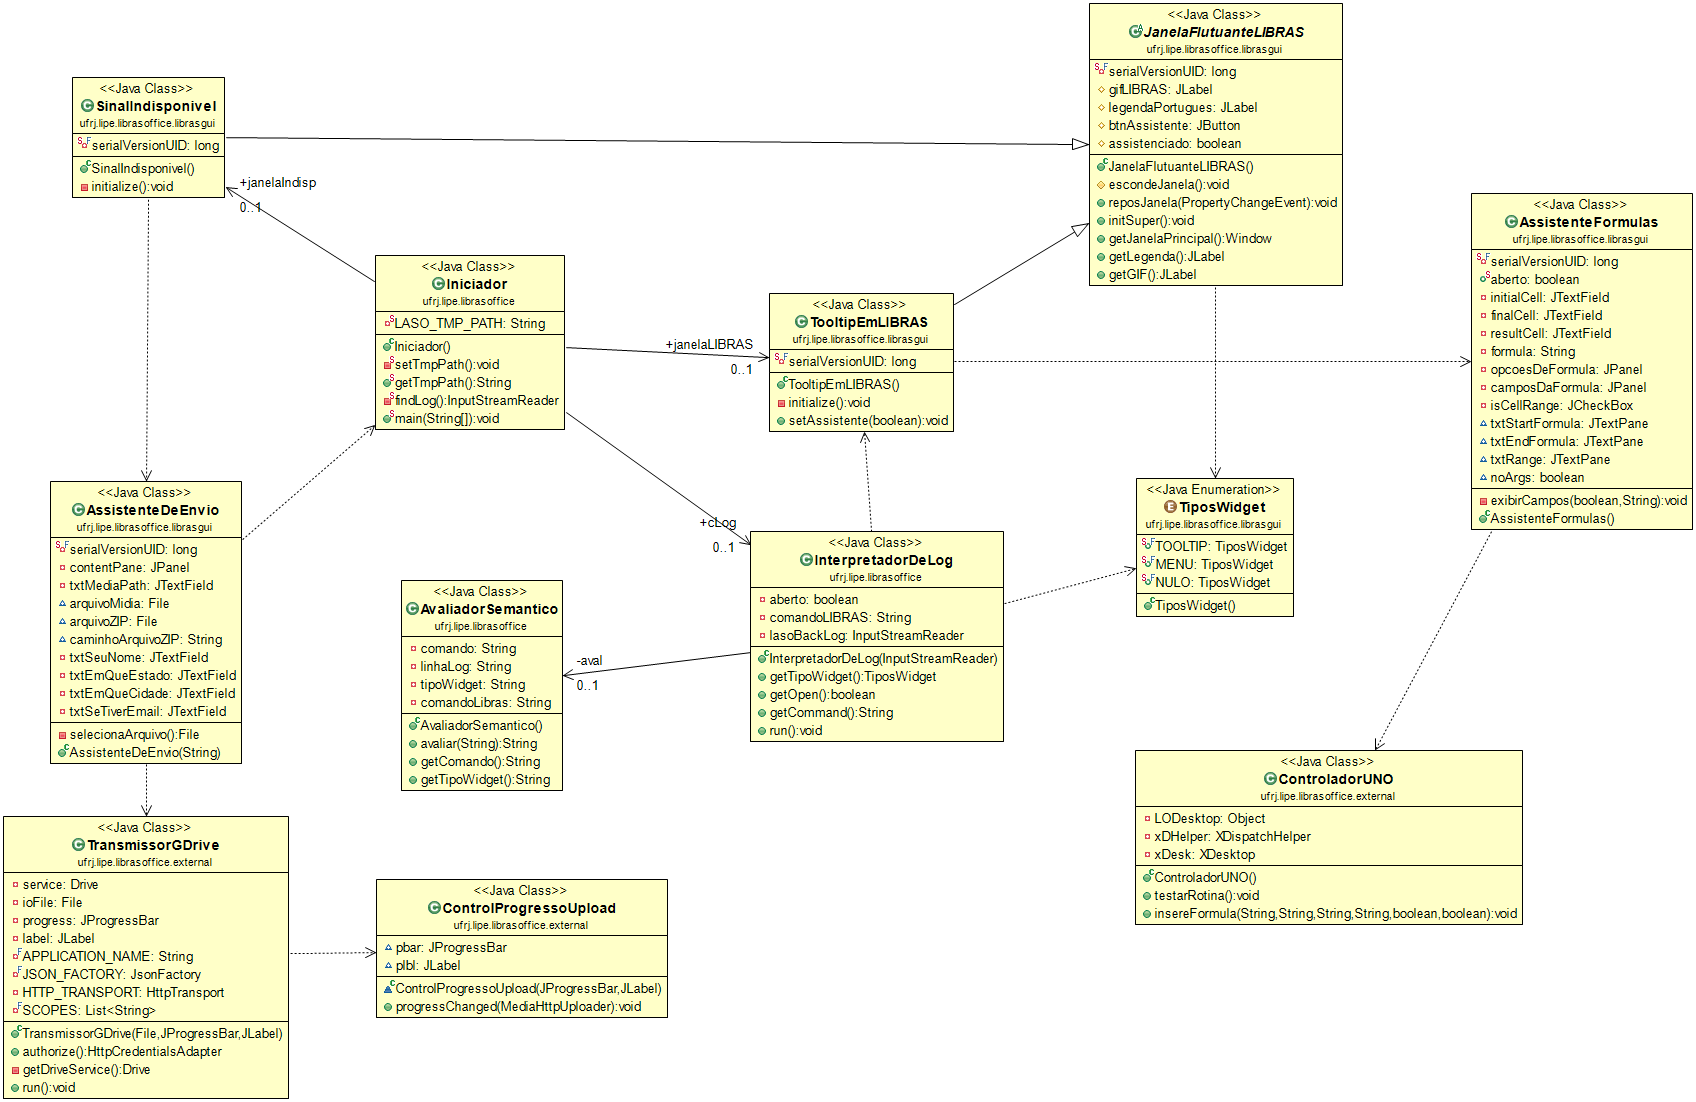 <<Java Class>>
JanelaFlutuanteLIBRAS
ufrj.lipe.librasoffice.librasgui
serialVersionUID: long
gifLIBRAS: JLabel
legendaPortugues: JLabel
btnAssistente: JButton
assistenciado: boolean
JanelaFlutuanteLIBRAS()
escondeJanela():void
reposJanela(PropertyChangeEvent):void
initSuper():void
getJanelaPrincipal():Window
getLegenda():JLabel
getGIF():JLabel
<<Java Class>>
SinalIndisponivel
ufrj.lipe.librasoffice.librasgui
serialVersionUID: long
SinalIndisponivel()
initialize():void
+janelaIndisp
0..1
<<Java Class>>
AssistenteFormulas
ufrj.lipe.librasoffice.librasgui
serialVersionUID: long
aberto: boolean
initialCell: JTextField
finalCell: JTextField
resultCell: JTextField
formula: String
opcoesDeFormula: JPanel
camposDaFormula: JPanel
isCellRange: JCheckBox
txtStartFormula: JTextPane
txtEndFormula: JTextPane
txtRange: JTextPane
noArgs: boolean
exibirCampos(boolean,String):void
AssistenteFormulas()
<<Java Class>>
Iniciador
ufrj.lipe.librasoffice
LASO_TMP_PATH: String
Iniciador()
setTmpPath():void
getTmpPath():String
findLog():InputStreamReader
main(String[]):void
+janelaLIBRAS
0..1
<<Java Class>>
TooltipEmLIBRAS
ufrj.lipe.librasoffice.librasgui
serialVersionUID: long
TooltipEmLIBRAS()
initialize():void
setAssistente(boolean):void
+cLog
0..1
<<Java Class>>
AssistenteDeEnvio
ufrj.lipe.librasoffice.librasgui
serialVersionUID: long
contentPane: JPanel
txtMediaPath: JTextField
arquivoMidia: File
arquivoZIP: File
caminhoArquivoZIP: String
txtSeuNome: JTextField
txtEmQueEstado: JTextField
txtEmQueCidade: JTextField
txtSeTiverEmail: JTextField
selecionaArquivo():File
AssistenteDeEnvio(String)
<<Java Enumeration>>
TiposWidget
ufrj.lipe.librasoffice.librasgui
TOOLTIP: TiposWidget
MENU: TiposWidget
NULO: TiposWidget
TiposWidget()
<<Java Class>>
InterpretadorDeLog
ufrj.lipe.librasoffice
aberto: boolean
comandoLIBRAS: String
lasoBackLog: InputStreamReader
InterpretadorDeLog(InputStreamReader)
getTipoWidget():TiposWidget
getOpen():boolean
getCommand():String
run():void
-aval
0..1
<<Java Class>>
AvaliadorSemantico
ufrj.lipe.librasoffice
comando: String
linhaLog: String
tipoWidget: String
comandoLibras: String
AvaliadorSemantico()
avaliar(String):String
getComando():String
getTipoWidget():String
<<Java Class>>
ControladorUNO
ufrj.lipe.librasoffice.external
LODesktop: Object
xDHelper: XDispatchHelper
xDesk: XDesktop
ControladorUNO()
testarRotina():void
insereFormula(String,String,String,String,boolean,boolean):void
<<Java Class>>
TransmissorGDrive
ufrj.lipe.librasoffice.external
service: Drive
ioFile: File
progress: JProgressBar
label: JLabel
APPLICATION_NAME: String
JSON_FACTORY: JsonFactory
HTTP_TRANSPORT: HttpTransport
SCOPES: List<String>
TransmissorGDrive(File,JProgressBar,JLabel)
authorize():HttpCredentialsAdapter
getDriveService():Drive
run():void
<<Java Class>>
ControlProgressoUpload
ufrj.lipe.librasoffice.external
pbar: JProgressBar
plbl: JLabel
ControlProgressoUpload(JProgressBar,JLabel)
progressChanged(MediaHttpUploader):void